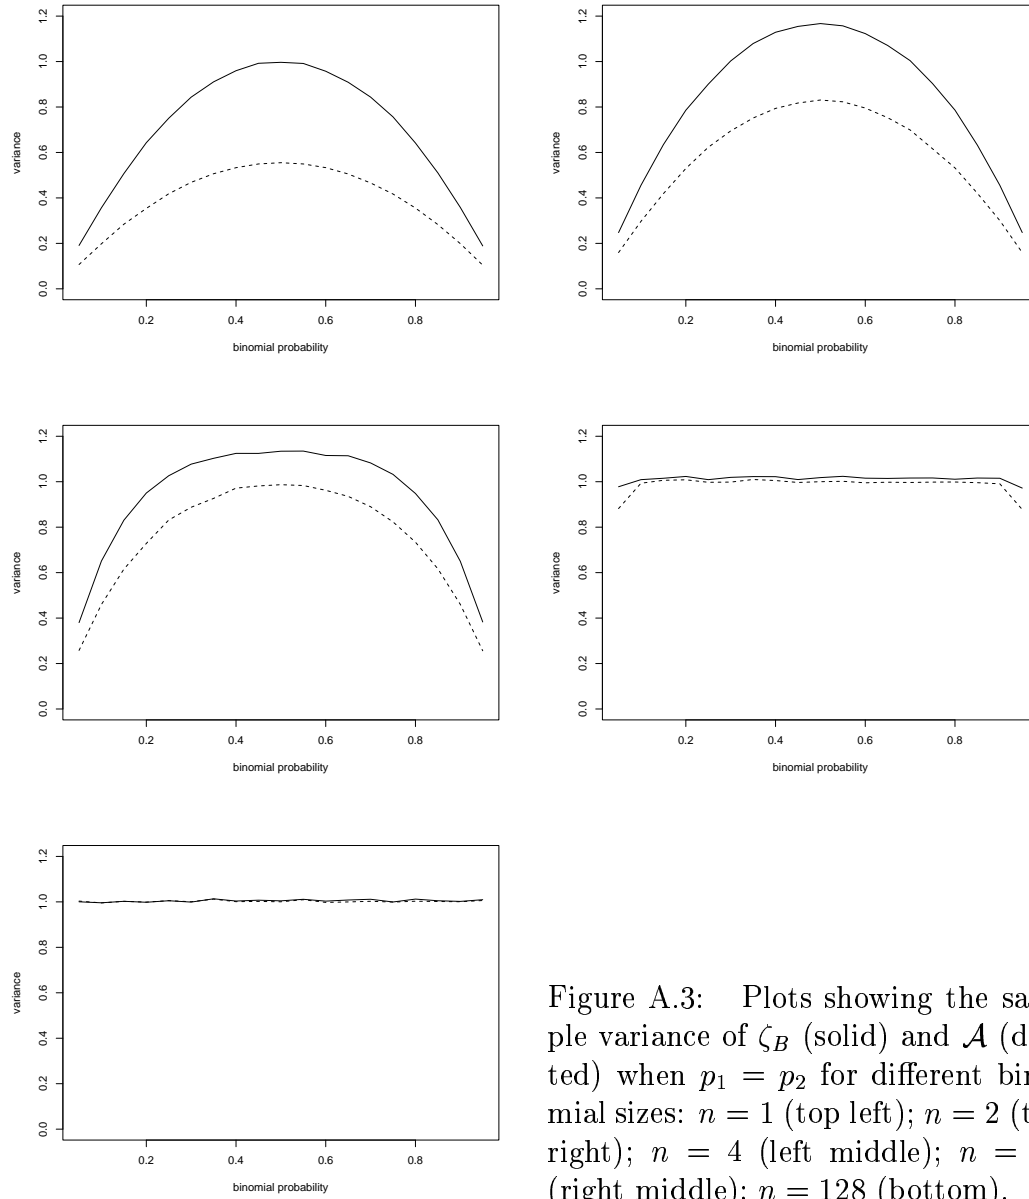 1.2
1.0
0.8
0.6
0.4
0.2
0.0
variance
0.2 0.4 0.6 0.8
binomial probability
1.2
1.0
0.8
0.6
0.4
0.2
0.0
variance
0.2 0.4 0.6 0.8
binomial probability
1.2
1.0
0.8
0.6
0.4
0.2
0.0
variance
0.2 0.4 0.6 0.8
binomial probability
1.2
1.0
0.8
0.6
0.4
0.2
0.0
variance
0.2 0.4 0.6 0.8
binomial probability
1.2
1.0
0.8
0.6
0.4
0.2
0.0
variance
0.2 0.4 0.6 0.8
binomial probability
Figure A.3: Plots showing the sa
ple variance of ζ_B (solid) and 𝒜 (d
ted) when p₁ = p₂ for different bin
mial sizes: n = 1 (top left); n = 2 (t
right); n = 4 (left middle); n =
(right middle); n = 128 (bottom).